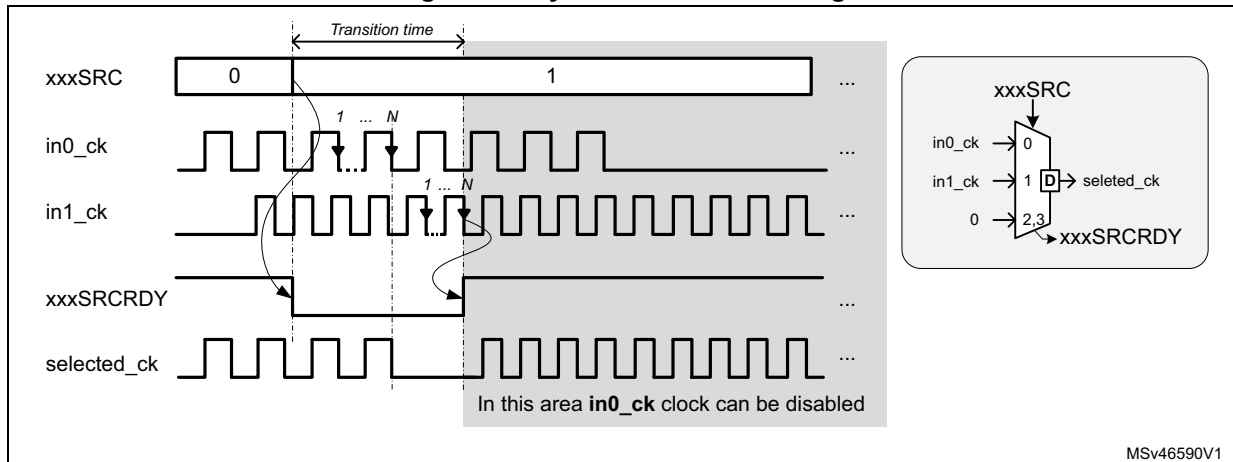 Transition time
xxxSRC 0 1 ...
1 ... N
in0_ck ...
1 ... N
in1_ck ...
xxxSRCRDY ...
selected_ck ...
In this area in0_ck clock can be disabled
xxxSRC
in0_ck 0
in1_ck 1 D seleted_ck
0 2,3
xxxSRCRDY
MSv46590V1